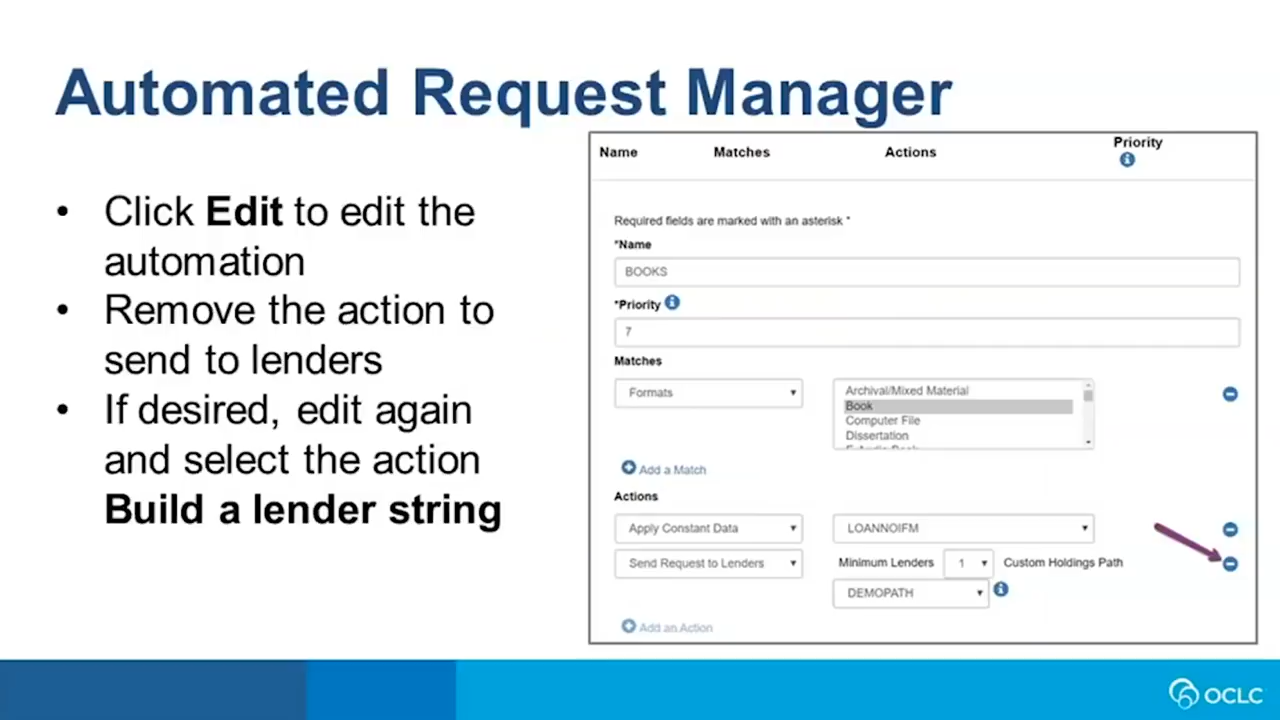 Automated Request Manager
• Click Edit to edit the
automation
• Remove the action to
send to lenders
• If desired, edit again
and select the action
Build a lender string
Name Matches Actions Priority
Required fields are marked with an asterisk *
*Name
BOOKS
*Priority
7
Matches
Formats
Archival/Mixed Material
Book
Computer File
Dissertation
Add a Match
Actions
Apply Constant Data LOANNOIFM
Send Request to Lenders Minimum Lenders 1 Custom Holdings Path
DEMOPATH
Add an Action
OCLC